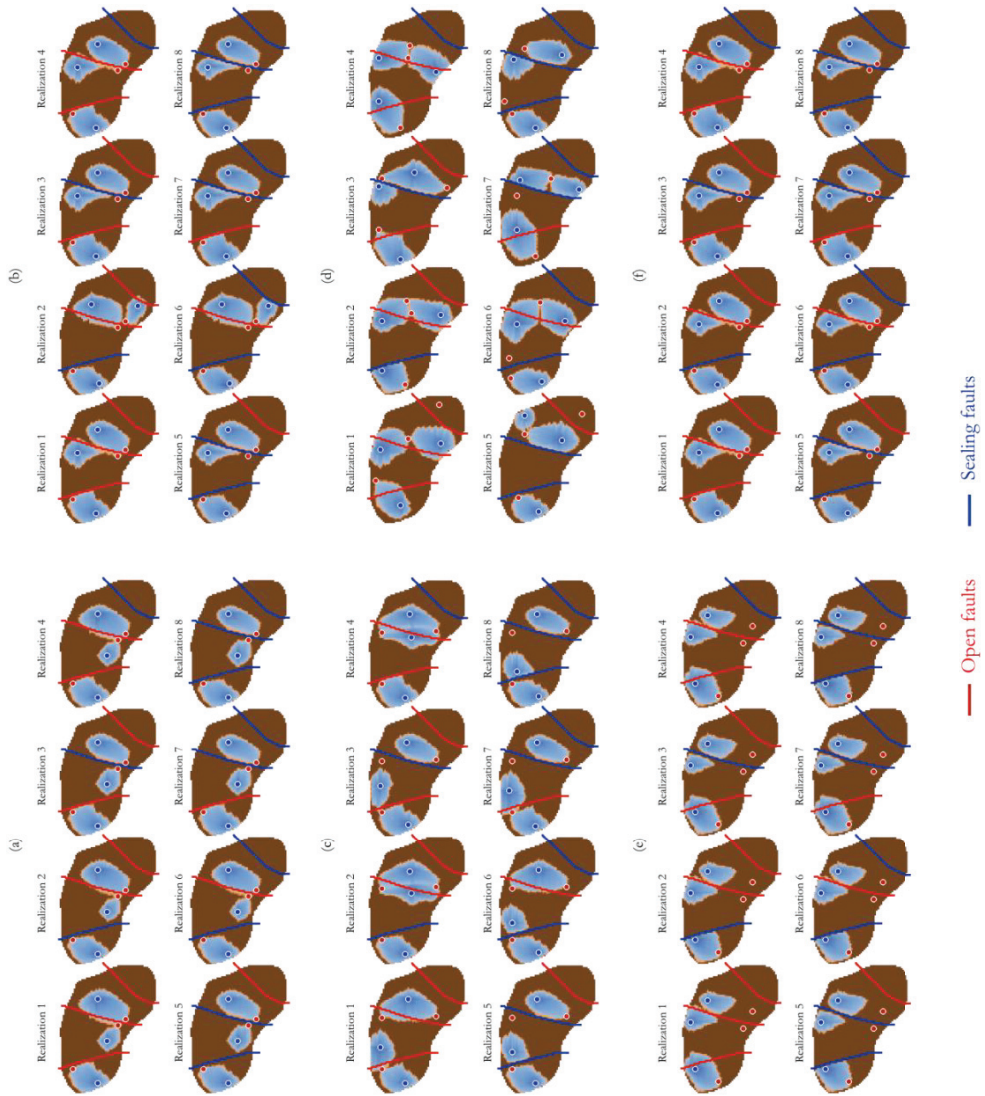 (a)
Realization 1
Realization 2
Realization 3
Realization 4
Realization 5
Realization 6
Realization 7
Realization 8
(b)
Realization 1
Realization 2
Realization 3
Realization 4
Realization 5
Realization 6
Realization 7
Realization 8
(c)
Realization 1
Realization 2
Realization 3
Realization 4
Realization 5
Realization 6
Realization 7
Realization 8
(d)
Realization 1
Realization 2
Realization 3
Realization 4
Realization 5
Realization 6
Realization 7
Realization 8
(e)
Realization 1
Realization 2
Realization 3
Realization 4
Realization 5
Realization 6
Realization 7
Realization 8
(f)
Realization 1
Realization 2
Realization 3
Realization 4
Realization 5
Realization 6
Realization 7
Realization 8
Open faults
Sealing faults